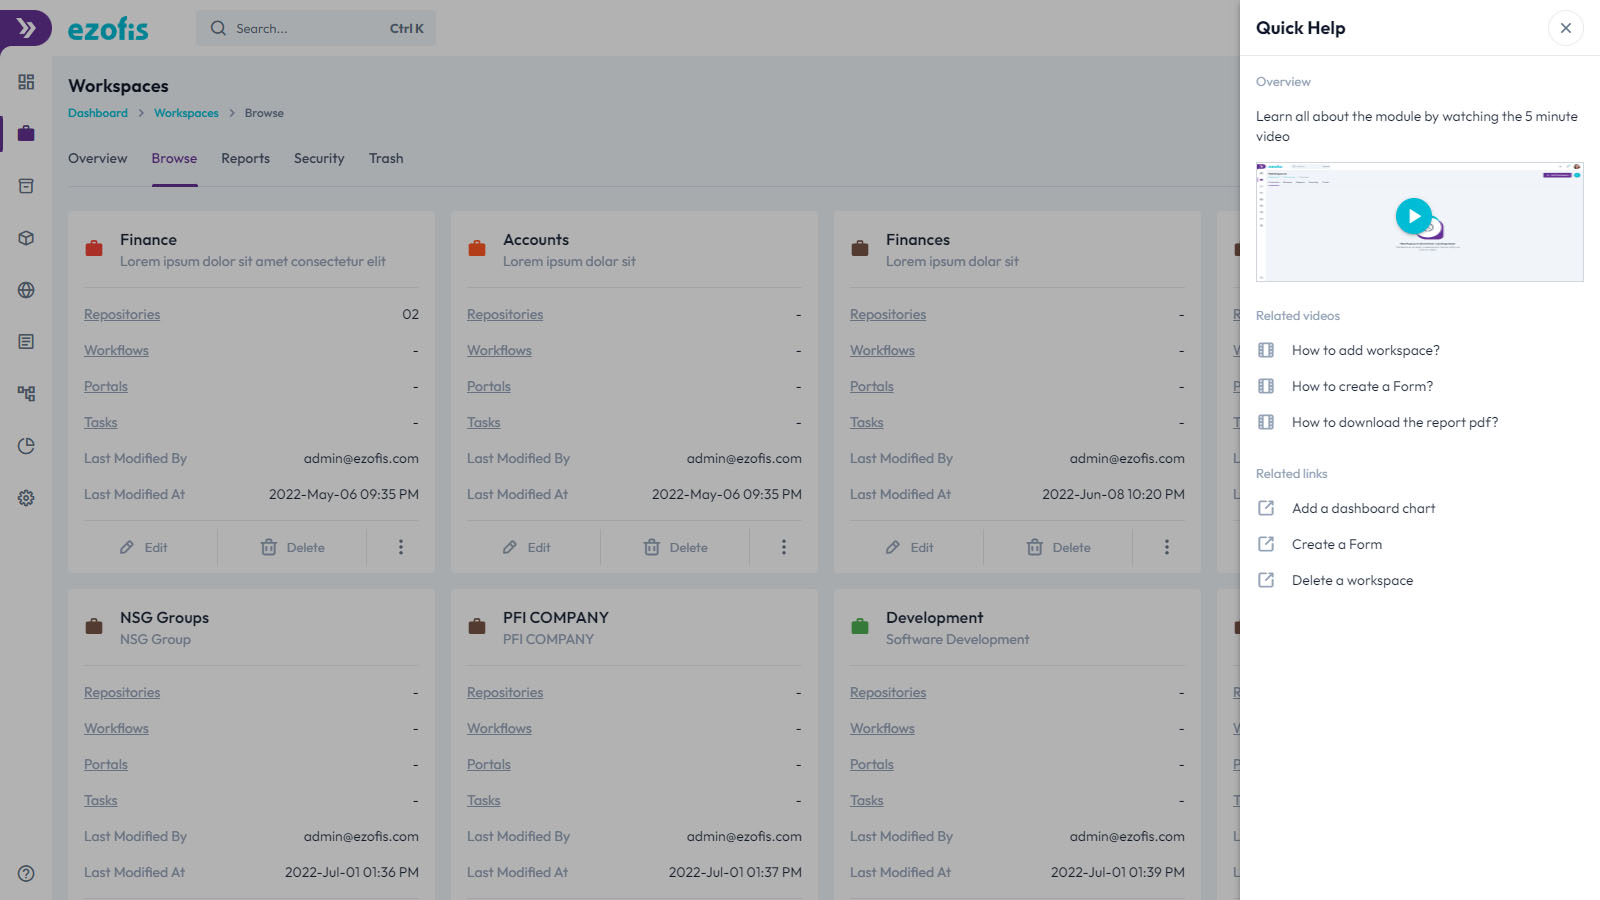 ezofis
Search...
Ctrl K
Workspaces
Dashboard
Workspaces
Browse
Overview
Browse
Reports
Security
Trash
Finance
Lorem ipsum dolor sit amet consectetur elit
Repositories
02
Workflows
-
Portals
-
Tasks
-
Last Modified By
admin@ezofis.com
Last Modified At
2022-May-06 09:35 PM
Edit
Delete
Accounts
Lorem ipsum dolar sit
Repositories
-
Workflows
-
Portals
-
Tasks
-
Last Modified By
admin@ezofis.com
Last Modified At
2022-May-06 09:35 PM
Edit
Delete
Finances
Lorem ipsum dolar sit
Repositories
-
Workflows
-
Portals
-
Tasks
-
Last Modified By
admin@ezofis.com
Last Modified At
2022-Jun-08 10:20 PM
Edit
Delete
NSG Groups
NSG Group
Repositories
-
Workflows
-
Portals
-
Tasks
-
Last Modified By
admin@ezofis.com
Last Modified At
2022-Jul-01 01:36 PM
PFI COMPANY
PFI COMPANY
Repositories
-
Workflows
-
Portals
-
Tasks
-
Last Modified By
admin@ezofis.com
Last Modified At
2022-Jul-01 01:37 PM
Development
Software Development
Repositories
-
Workflows
-
Portals
-
Tasks
-
Last Modified By
admin@ezofis.com
Last Modified At
2022-Jul-01 01:39 PM
Quick Help
Overview
Learn all about the module by watching the 5 minute
video
Related videos
How to add workspace?
How to create a Form?
How to download the report pdf?
Related links
Add a dashboard chart
Create a Form
Delete a workspace